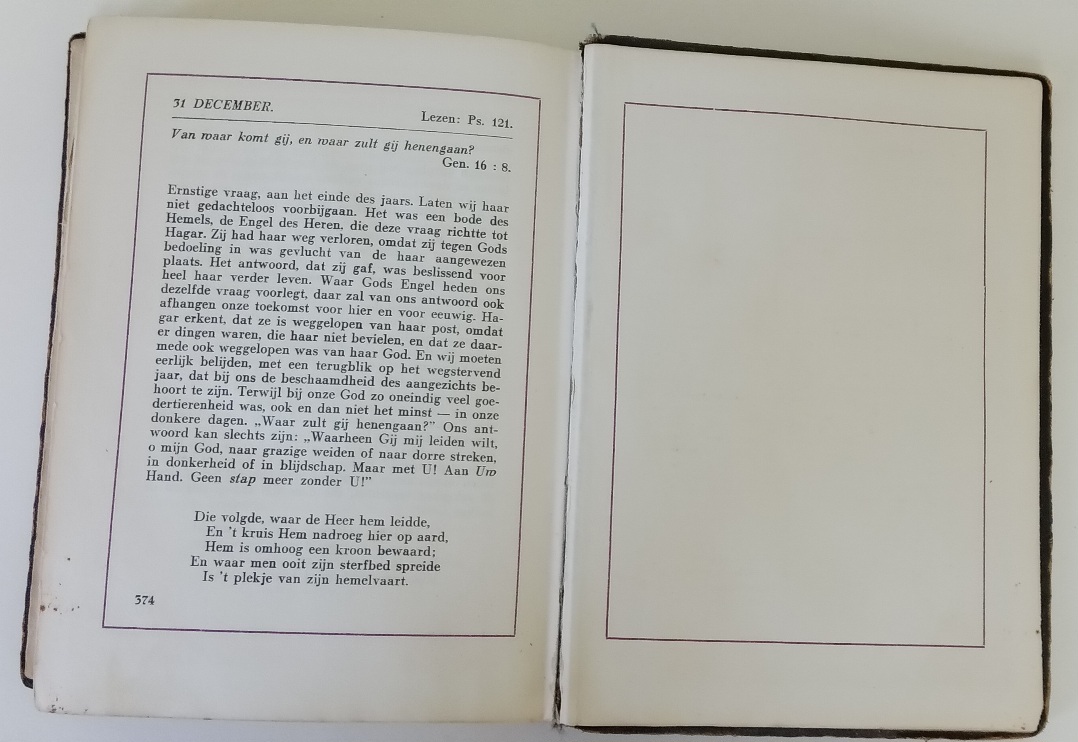 31 DECEMBER.
Lezen: Ps. 121.
Van waar komt gij, en waar zult gij henengaan?
Gen. 16 : 8.
Ernstige vraag, aan het einde des jaars. Laten wij haar
niet gedachteloos voorbijgaan. Het was een bode des
Hemels, de Engel des Heren, die deze vraag richtte tot
Hagar. Zij had haar weg verloren, omdat zij tegen Gods
bedoeling in was gevlucht van de haar aangewezen
plaats. Het antwoord, dat zij gaf, was beslissend voor
heel haar verder leven. Waar Gods Engel heden ons
dezelfde vraag voorlegt, daar zal van ons antwoord ook
afhangen onze toekomst voor hier en voor eeuwig. Ha-
gar erkent, dat ze is weggelopen van haar post, omdat
er dingen waren, die haar niet bevielen, en dat ze daar-
mede ook weggelopen was van haar God. En wij moeten
eerlijk belijden, met een terugblik op het wegstervend
jaar, dat bij ons de beschaamdheid des aangezichts be-
hoort te zijn. Terwijl bij onze God zo oneindig veel goe-
dertierenheid was, ook en dan niet het minst — in onze
donkere dagen. „Waar zult gij henengaan?” Ons ant-
woord kan slechts zijn: „Waarheen Gij mij leiden wilt,
o mijn God, naar grazige weiden of naar dorre streken,
in donkerheid of in blijdschap. Maar met U! Aan Uw
Hand. Geen stap meer zonder U!”
Die volgde, waar de Heer hem leidde,
En 't kruis Hem nadroeg hier op aard,
Hem is omhoog een kroon bewaard;
En waar men ooit zijn sterfbed spreide
Is 't plekje van zijn hemelvaart.
374